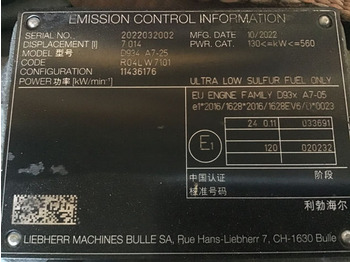 EMISSION CONTROL INFORMATION
SERIAL NO. 2022032002 MFG. DATE 10/2022
DISPLACEMENT [l] 7.014 PWR. CAT. 130<=kW<=560
MODEL 型号 D934 A7-25
CODE R04LW7101
CONFIGURATION 11436176
POWER 功率 [kW/min⁻¹] ULTRA LOW SULFUR FUEL ONLY
EU ENGINE FAMILY D93x A7-05
e1*2016/1628*2016/1628EV6/D*0023
E1 24 0.11 033691
120 020232
中国认证 阶段
核准号码
利勃海尔
LIEBHERR MACHINES BULLE SA, Rue Hans-Liebherr 7, CH-1630 Bulle